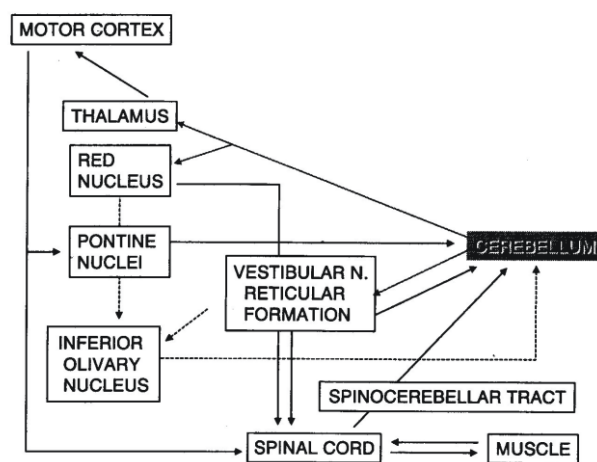 MOTOR CORTEX
THALAMUS
RED
NUCLEUS
PONTINE
NUCLEI
CEREBELLUM
VESTIBULAR N.
RETICULAR
FORMATION
INFERIOR
OLIVARY
NUCLEUS
SPINOCEREBELLAR TRACT
SPINAL CORD
MUSCLE